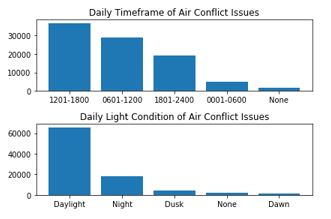 Daily Timeframe of Air Conflict Issues
30000
20000
10000
0
1201-1800 0601-1200 1801-2400 0001-0600 None
Daily Light Condition of Air Conflict Issues
60000
40000
20000
0
Daylight Night Dusk None Dawn